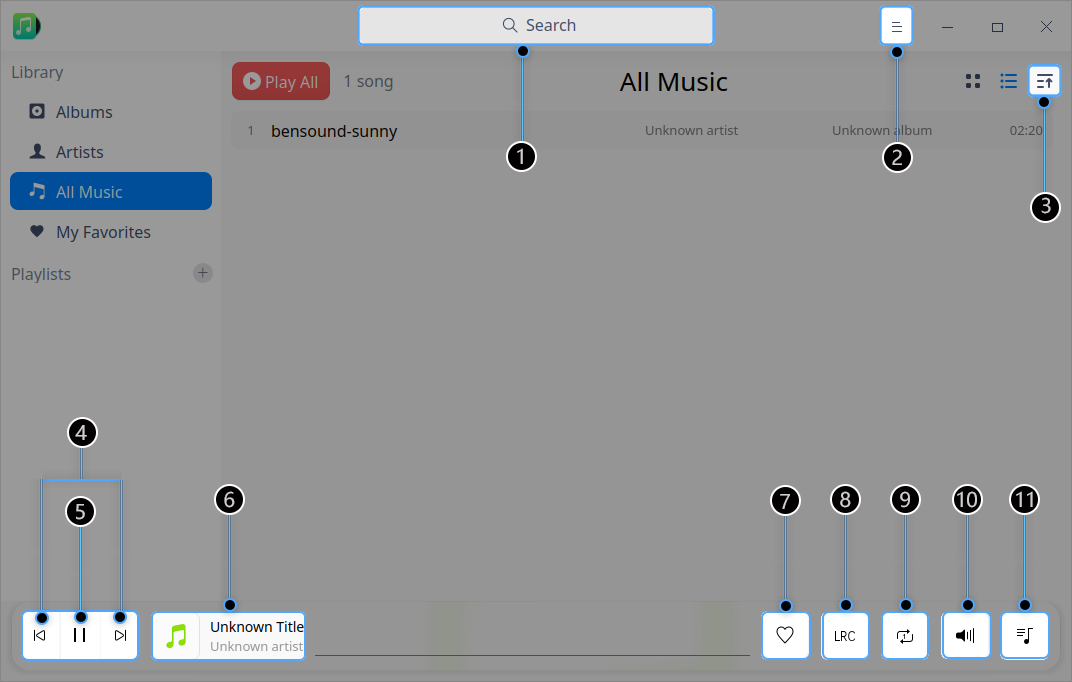 Search
Library
Play All
1 song
All Music
Albums
1
bensound-sunny
Unknown artist
Unknown album
02:20
Artists
1
2
All Music
3
My Favorites
Playlists
4
5
6
7
8
9
10
11
Unknown Title
Unknown artist
LRC